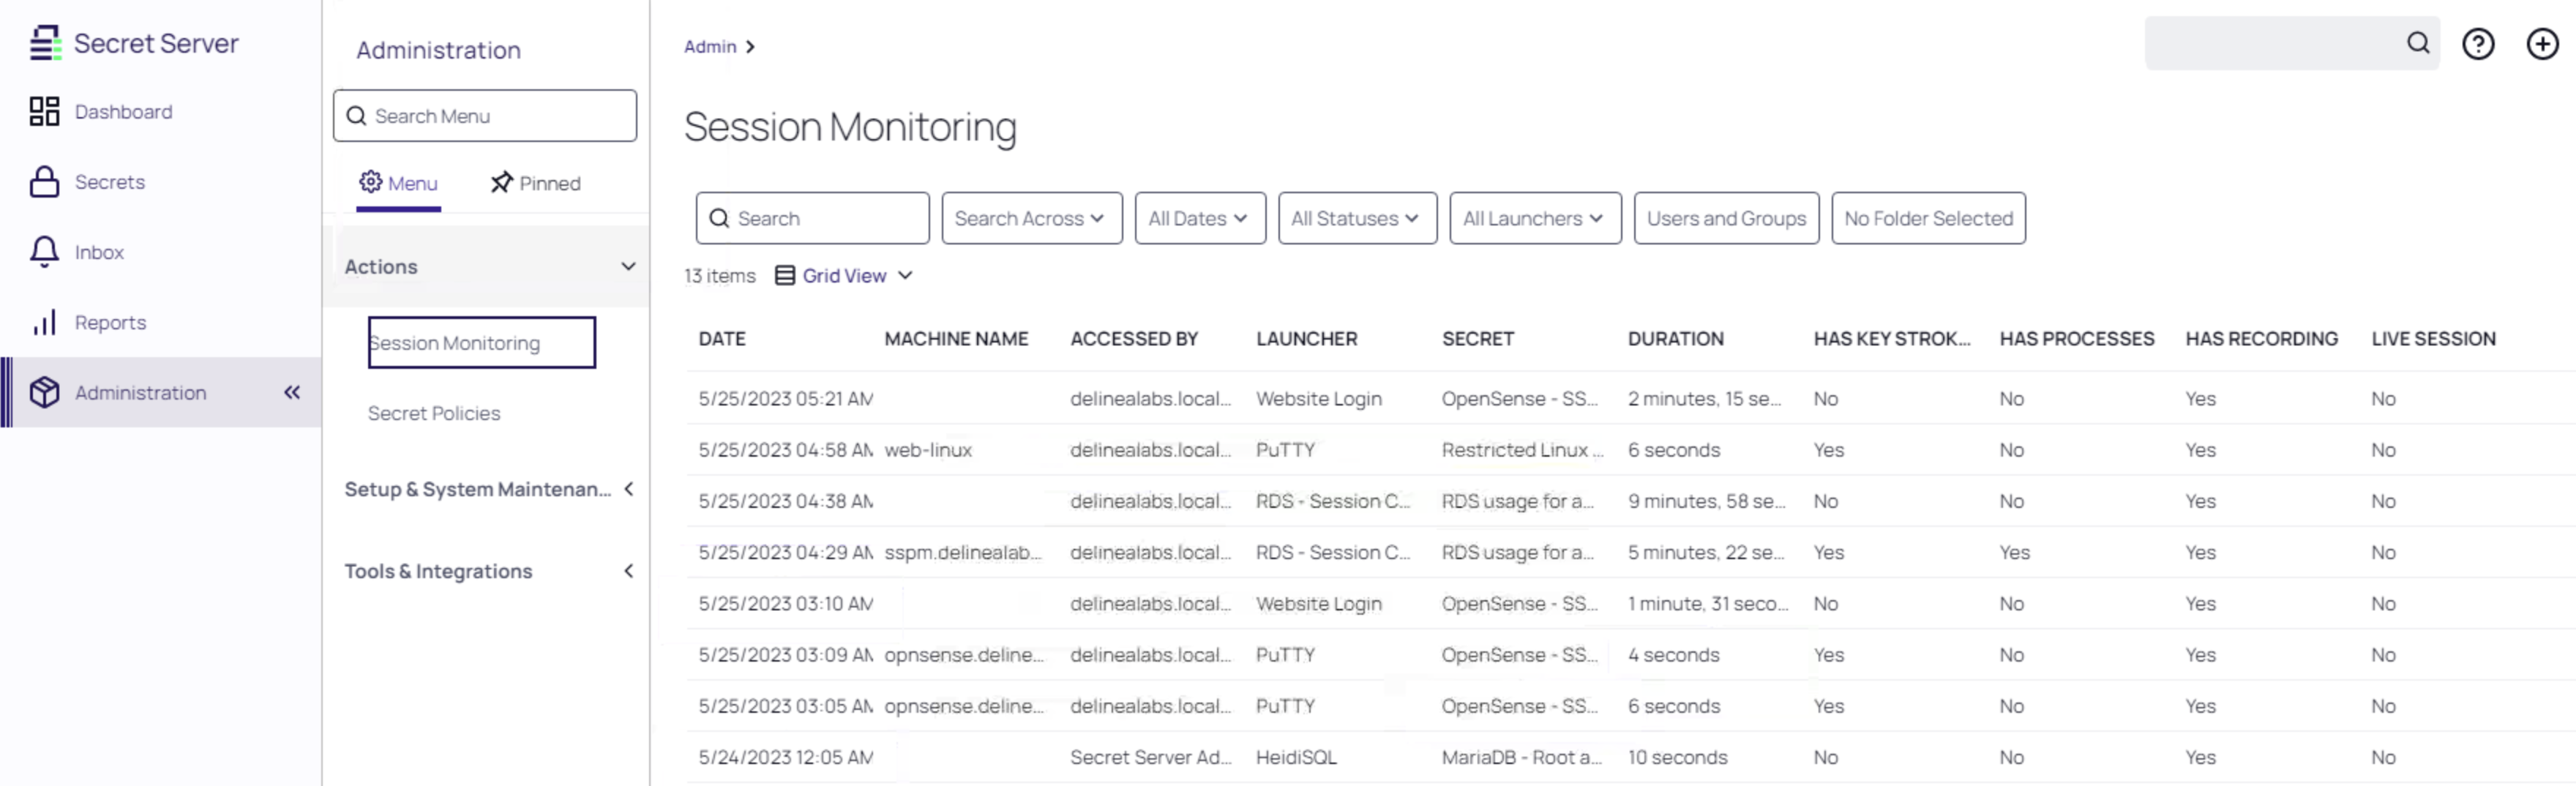 Secret Server
Dashboard
Secrets
Inbox
Reports
Administration
Administration
Search Menu
Menu Pinned
Actions
Session Monitoring
Secret Policies
Setup & System Maintenan...
Tools & Integrations
Admin
Session Monitoring
Search Search Across All Dates All Statuses All Launchers Users and Groups No Folder Selected
13 items Grid View
DATE MACHINE NAME ACCESSED BY LAUNCHER SECRET DURATION HAS KEY STROK... HAS PROCESSES HAS RECORDING LIVE SESSION
5/25/2023 05:21 AM delinealabs.local... Website Login OpenSense - SS... 2 minutes, 15 se... No No Yes No
5/25/2023 04:58 AM web-linux delinealabs.local... PuTTY Restricted Linux ... 6 seconds Yes No Yes No
5/25/2023 04:38 AM delinealabs.local... RDS - Session C... RDS usage for a... 9 minutes, 58 se... No No Yes No
5/25/2023 04:29 AM sspm.delinealab... delinealabs.local... RDS - Session C... RDS usage for a... 5 minutes, 22 se... Yes Yes Yes No
5/25/2023 03:10 AM delinealabs.local... Website Login OpenSense - SS... 1 minute, 31 seco... No No Yes No
5/25/2023 03:09 AM opnsense.deline... delinealabs.local... PuTTY OpenSense - SS... 4 seconds Yes No Yes No
5/25/2023 03:05 AM opnsense.deline... delinealabs.local... PuTTY OpenSense - SS... 6 seconds Yes No Yes No
5/24/2023 12:05 AM Secret Server Ad... HeidiSQL MariaDB - Root a... 10 seconds No No Yes No